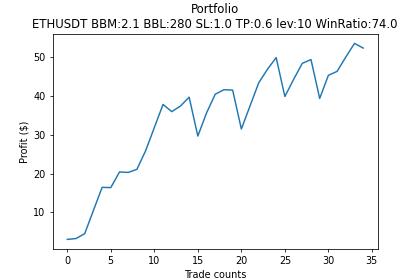 Portfolio
ETHUSDT BBM:2.1 BBL:280 SL:1.0 TP:0.6 lev:10 WinRatio:74.0
Profit ($)
50
40
30
20
10
0 5 10 15 20 25 30 35
Trade counts